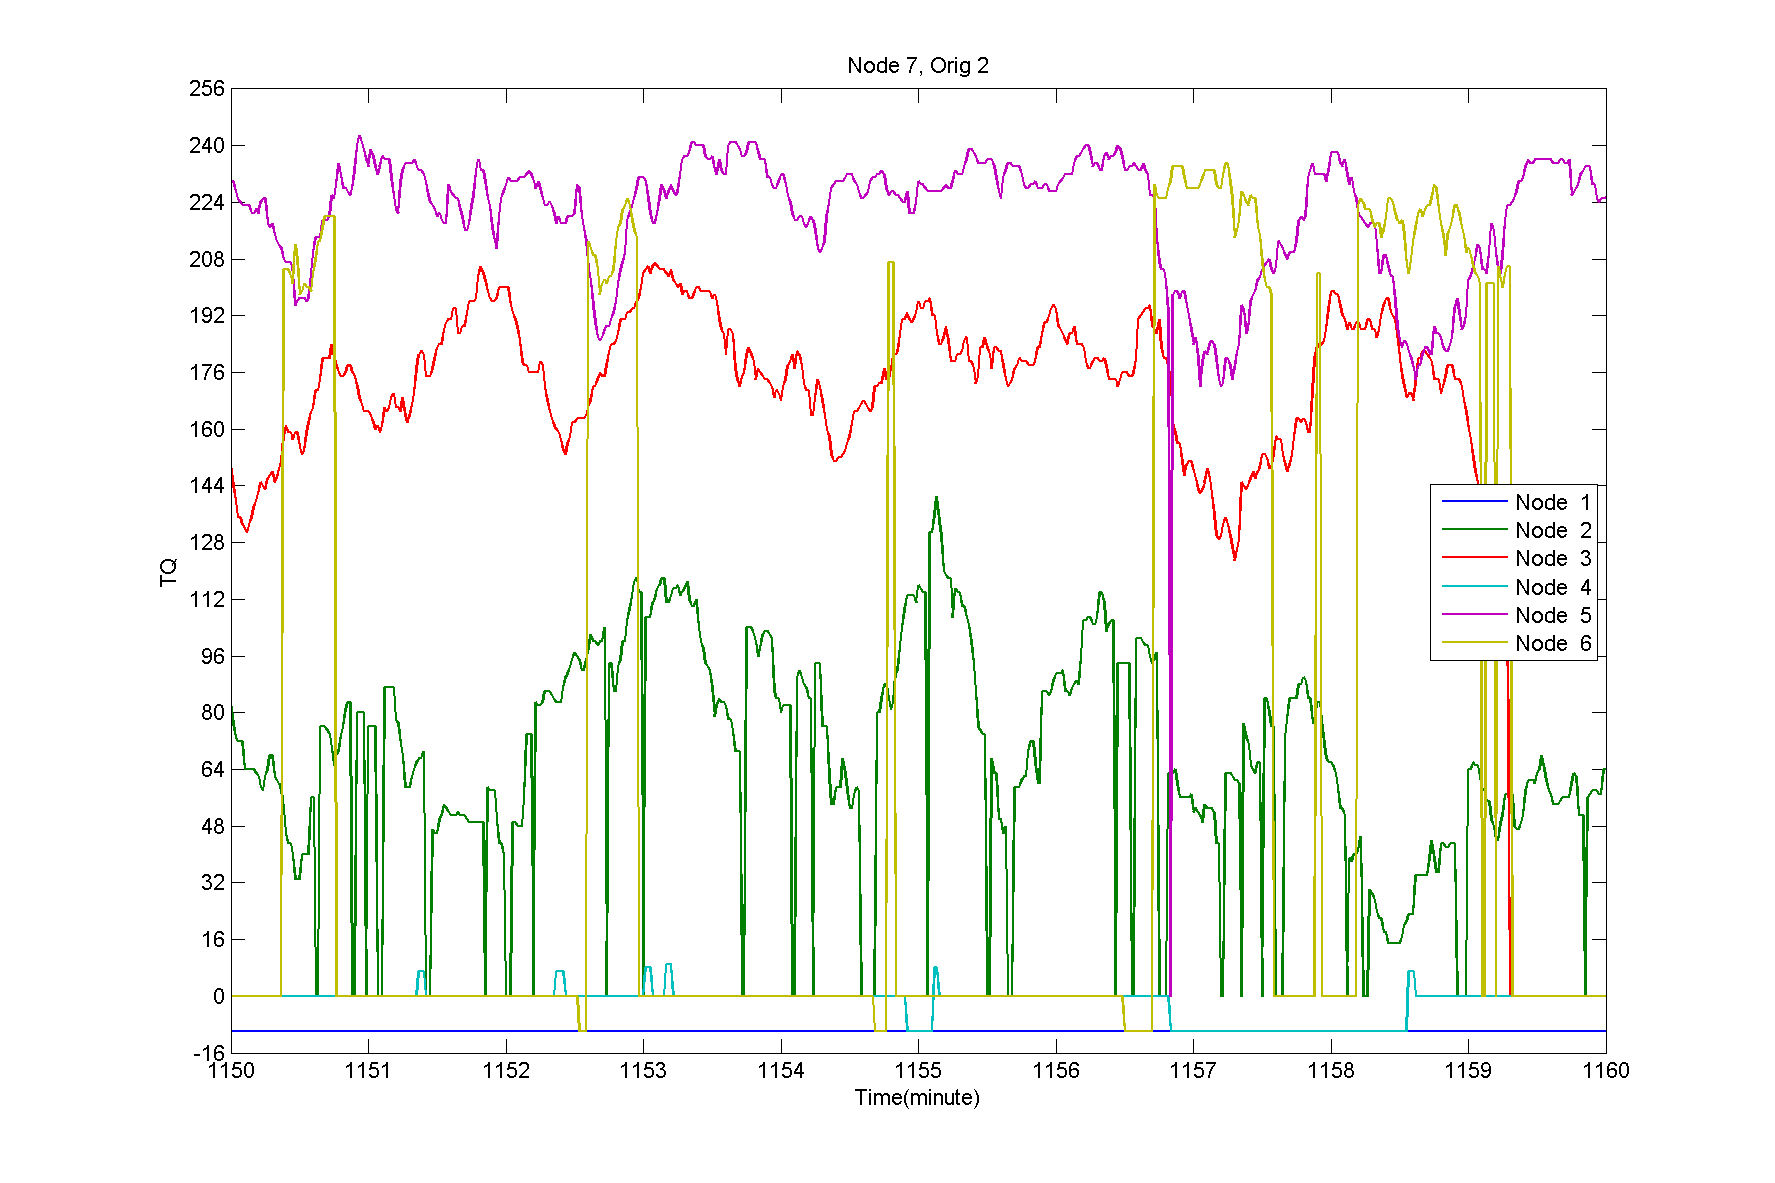 Node 7, Orig 2
256
240
224
208
192
176
160
144
128
112
96
80
64
48
32
16
0
-16
TQ
Node 1
Node 2
Node 3
Node 4
Node 5
Node 6
1150 1151 1152 1153 1154 1155 1156 1157 1158 1159 1160
Time(minute)